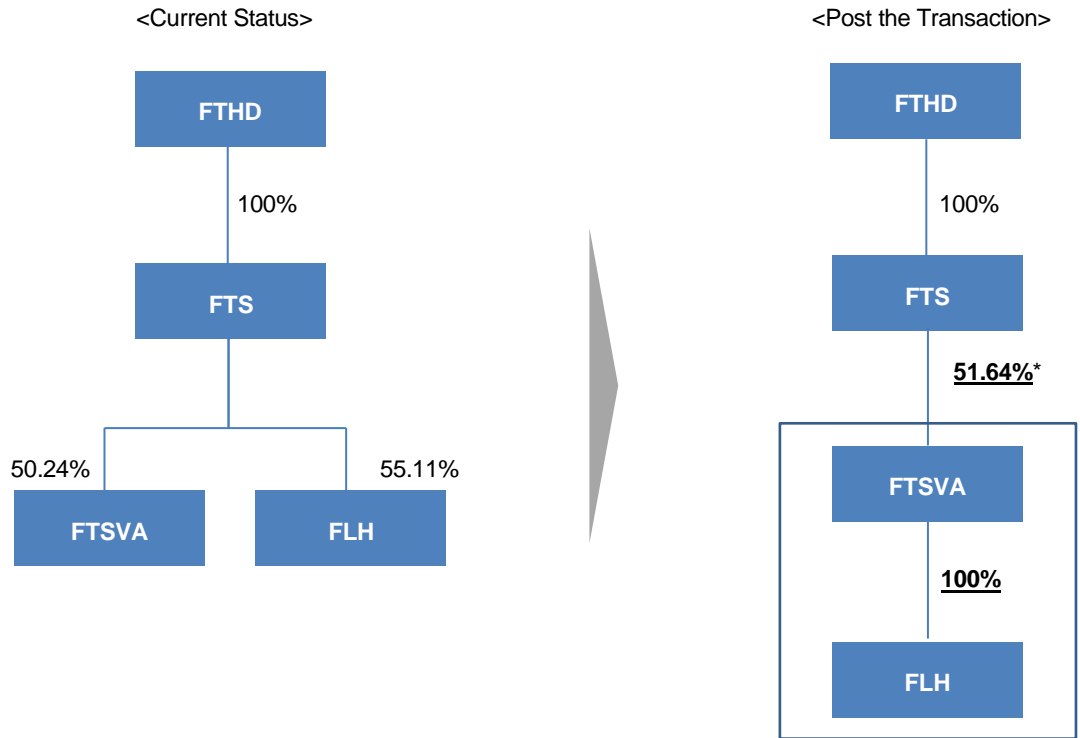 <Current Status>
FTHD
100%
FTS
50.24%
55.11%
FTSVA
FLH
<Post the Transaction>
FTHD
100%
FTS
51.64%*
FTSVA
100%
FLH